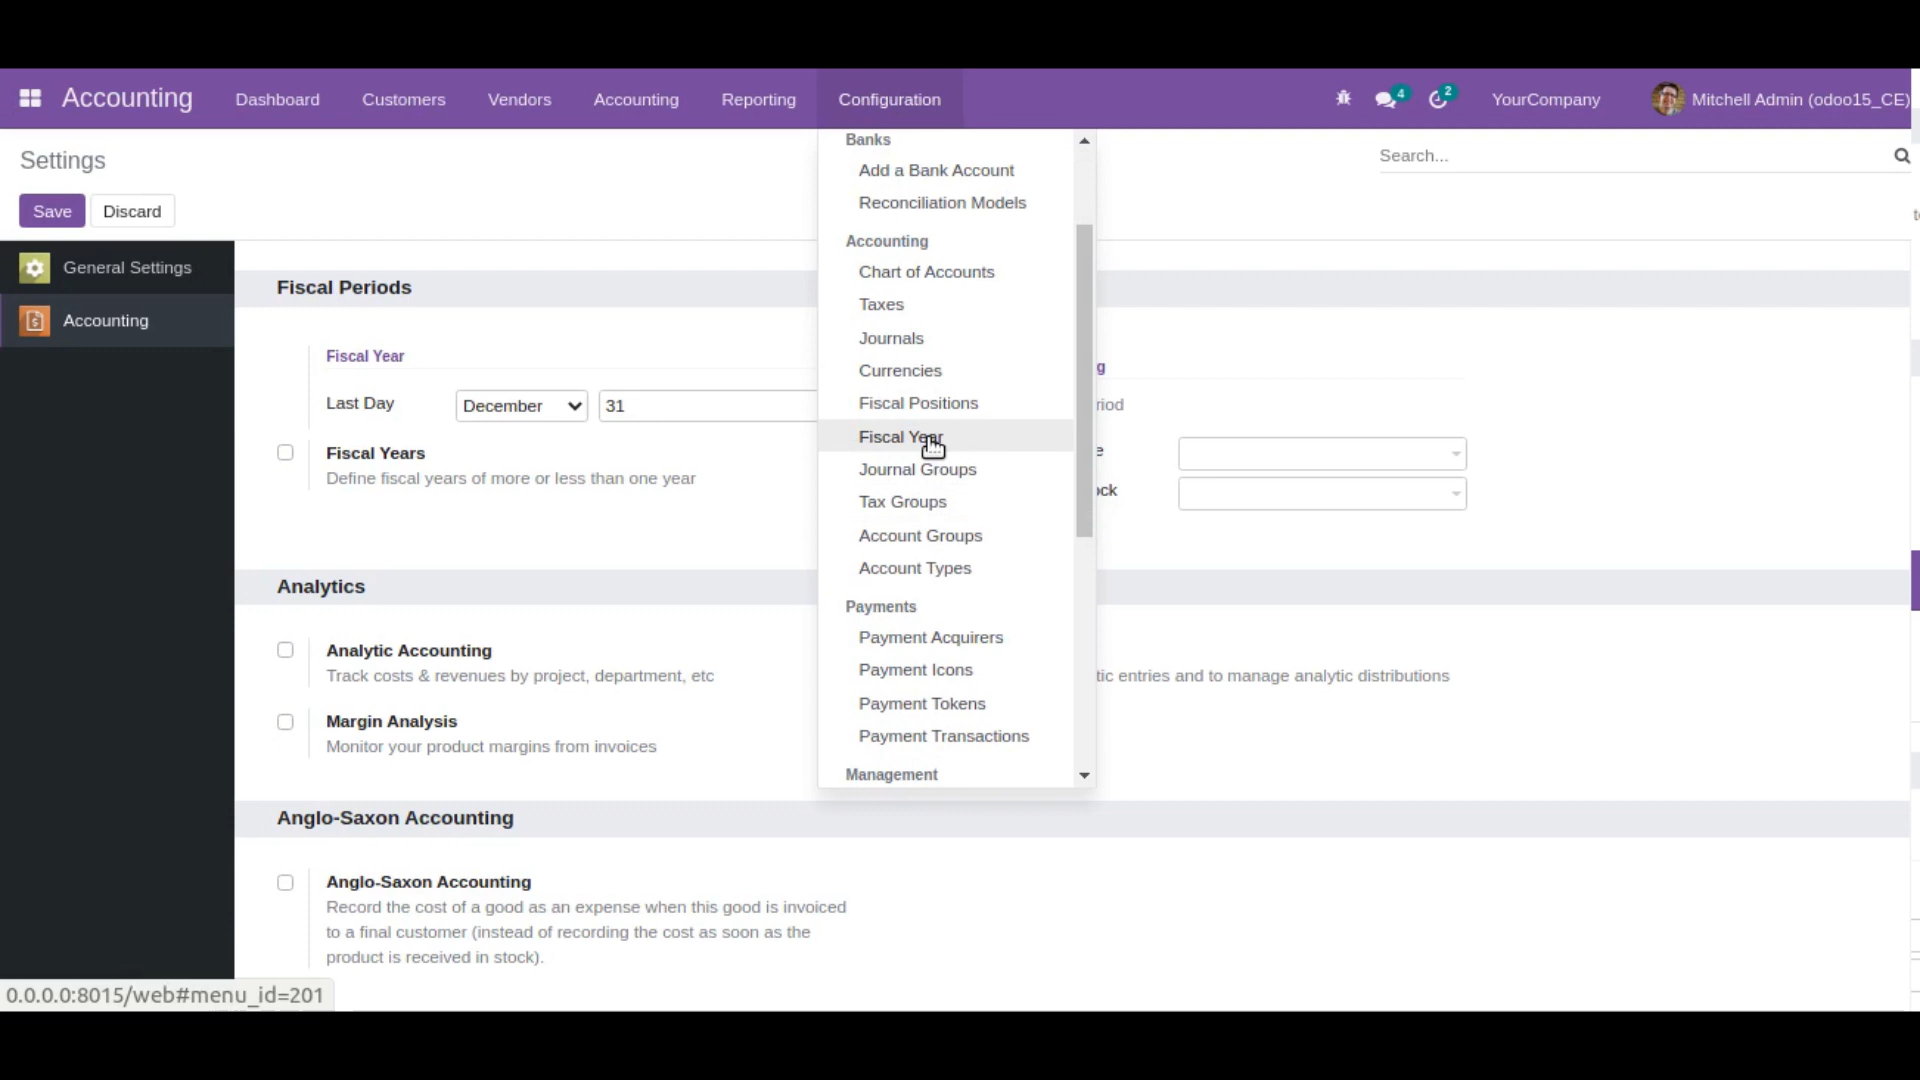 Accounting Dashboard Customers Vendors Accounting Reporting Configuration 4 2 YourCompany Mitchell Admin (odoo15_CE)
Settings
Search...
Save Discard
General Settings
Accounting
Banks
Add a Bank Account
Reconciliation Models
Accounting
Chart of Accounts
Taxes
Journals
Currencies
Fiscal Positions
Fiscal Year
Journal Groups
Tax Groups
Account Groups
Account Types
Payments
Payment Acquirers
Payment Icons
Payment Tokens
Payment Transactions
Management
Fiscal Periods
Fiscal Year
Last Day December 31
Fiscal Years
Define fiscal years of more or less than one year
g
riod
e
ock
Analytics
Analytic Accounting
Track costs & revenues by project, department, etc
tic entries and to manage analytic distributions
Margin Analysis
Monitor your product margins from invoices
Anglo-Saxon Accounting
Anglo-Saxon Accounting
Record the cost of a good as an expense when this good is invoiced
to a final customer (instead of recording the cost as soon as the
product is received in stock).
0.0.0.0:8015/web#menu_id=201